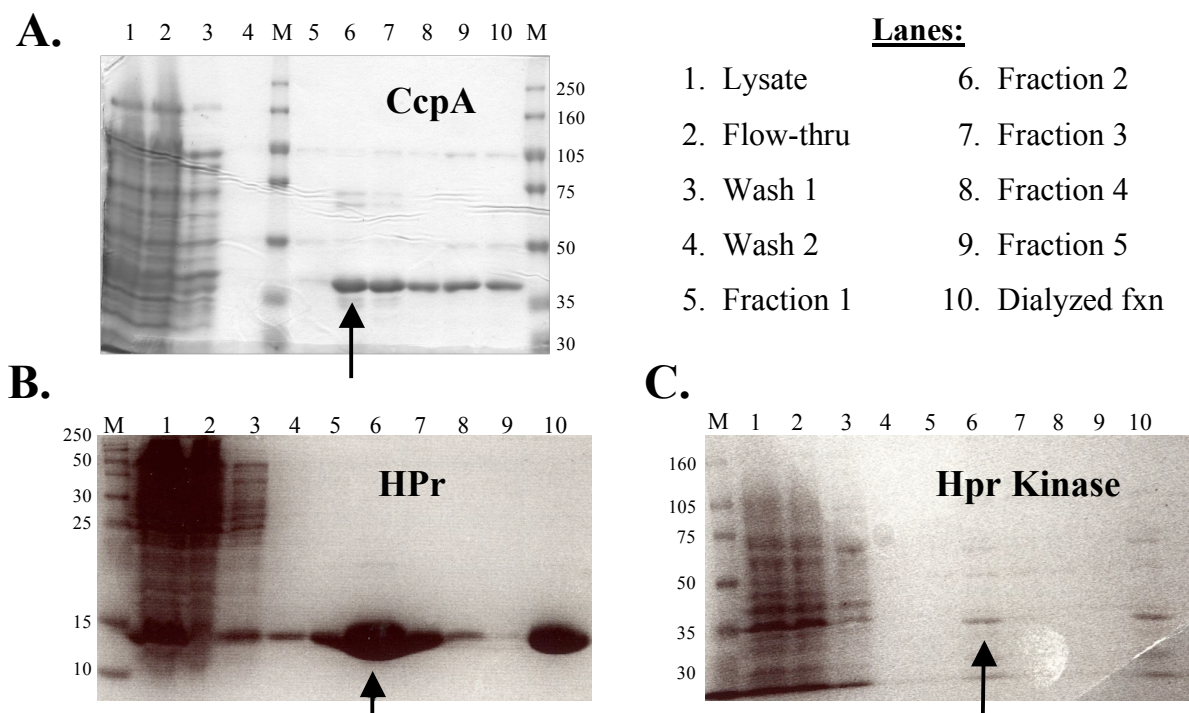 A.
1 2 3 4 M 5 6 7 8 9 10 M
CcpA
250
160
105
75
50
35
30
Lanes:
1. Lysate
2. Flow-thru
3. Wash 1
4. Wash 2
5. Fraction 1
6. Fraction 2
7. Fraction 3
8. Fraction 4
9. Fraction 5
10. Dialyzed fxn
B.
M 1 2 3 4 5 6 7 8 9 10
250
50
30
25
15
10
HPr
C.
M 1 2 3 4 5 6 7 8 9 10
160
105
75
50
35
30
Hpr Kinase